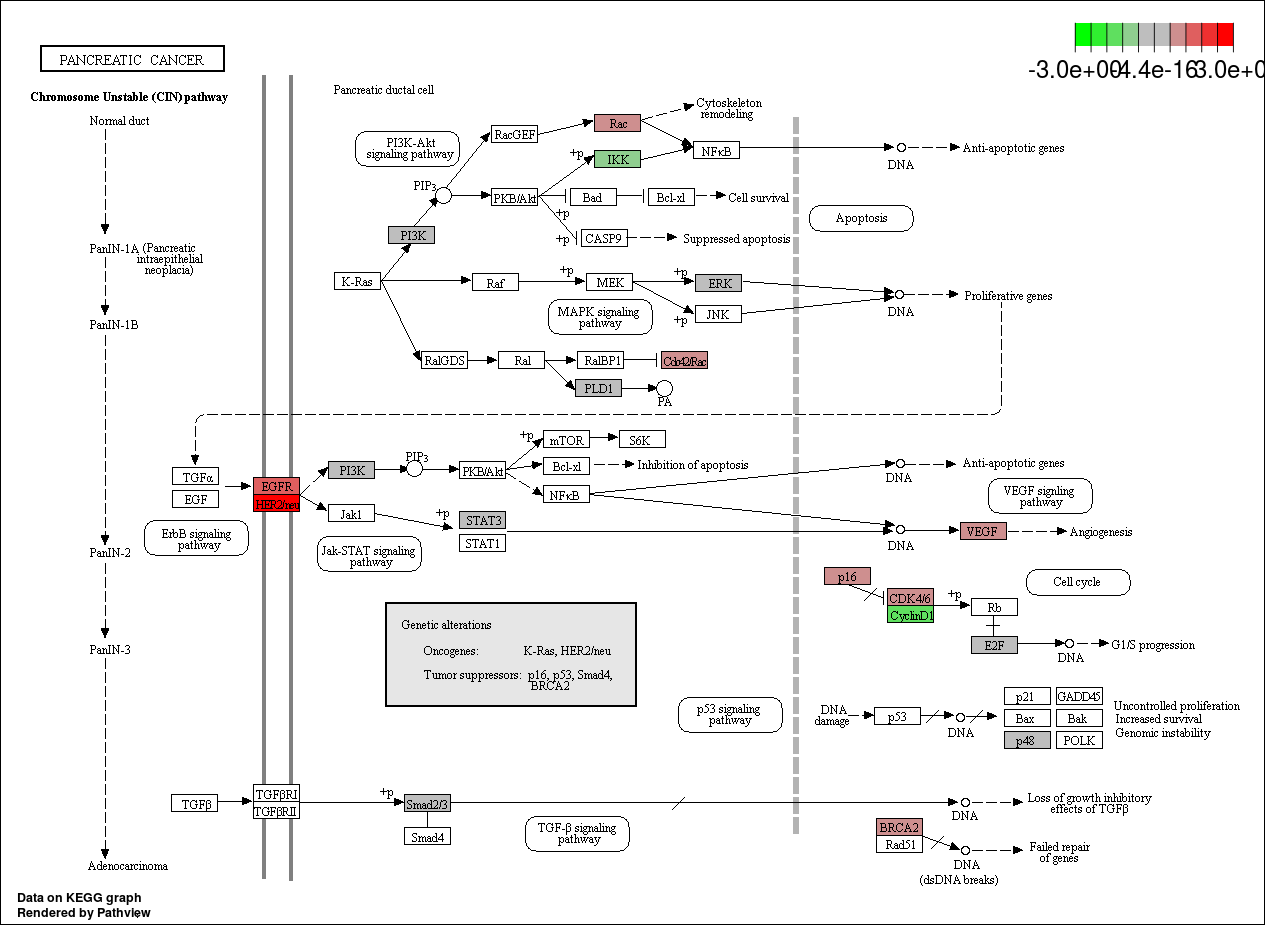 PANCREATIC CANCER
-3.0e+00
-4.4e-16
3.0e+0
Chromosome Unstable (CIN) pathway
Pancreatic ductal cell
Normal duct
PanIN-1A (Pancreatic
intraepithelial
neoplacia)
PanIN-1B
PanIN-2
PanIN-3
Adenocarcinoma
PI3K-Akt
signaling pathway
RacGEF
Rac
Cytoskeleton
remodeling
+p
IKK
NFκB
DNA
Anti-apoptotic genes
PIP3
PKB/Akt
Bad
Bcl-xl
Cell survival
+p
+p
CASP9
Suppressed apoptosis
Apoptosis
PI3K
K-Ras
Raf
+p
MEK
+p
ERK
DNA
Proliferative genes
MAPK signaling
pathway
+p
JNK
RalGDS
Ral
RalBP1
Cdc42/Rac
PLD1
PA
TGFα
EGF
EGFR
HER2/neu
ErbB signaling
pathway
PI3K
PIP3
PKB/Akt
+p
mTOR
S6K
Bcl-xl
Inhibition of apoptosis
NFκB
DNA
Anti-apoptotic genes
VEGF signling
pathway
Jak1
+p
STAT3
STAT1
Jak-STAT signaling
pathway
DNA
VEGF
Angiogenesis
p16
CDK4/6
CyclinD1
+p
Rb
Cell cycle
E2F
DNA
G1/S progression
Genetic alterations
Oncogenes: K-Ras, HER2/neu
Tumor suppressors: p16, p53, Smad4,
BRCA2
p53 signaling
pathway
DNA
damage
p53
DNA
p21
GADD45
Bax
Bak
p48
POLK
Uncontrolled proliferation
Increased survival
Genomic instability
TGFβ
TGFβRI
TGFβRII
+p
Smad2/3
Smad4
TGF-β signaling
pathway
DNA
Loss of growth inhibitory
effects of TGFβ
BRCA2
Rad51
DNA
(dsDNA breaks)
Failed repair
of genes
Data on KEGG graph
Rendered by Pathview